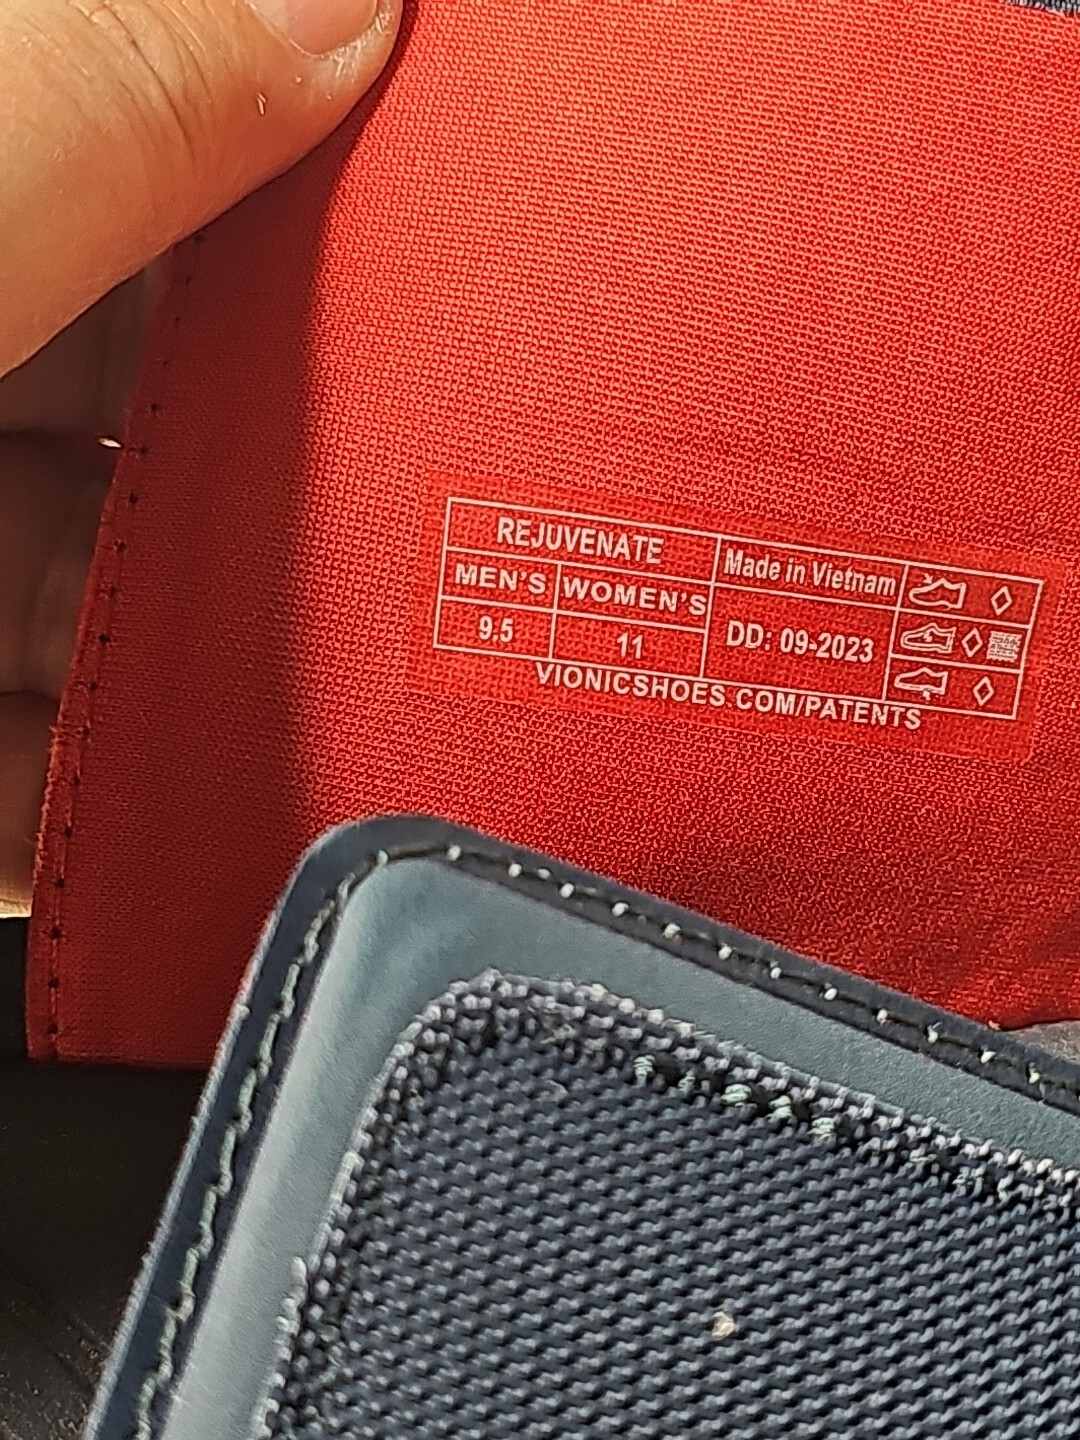 REJUVENATE
Made in Vietnam
MEN'S WOMEN'S
9.5 11
DD: 09-2023
VIONICSHOES.COM/PATENTS